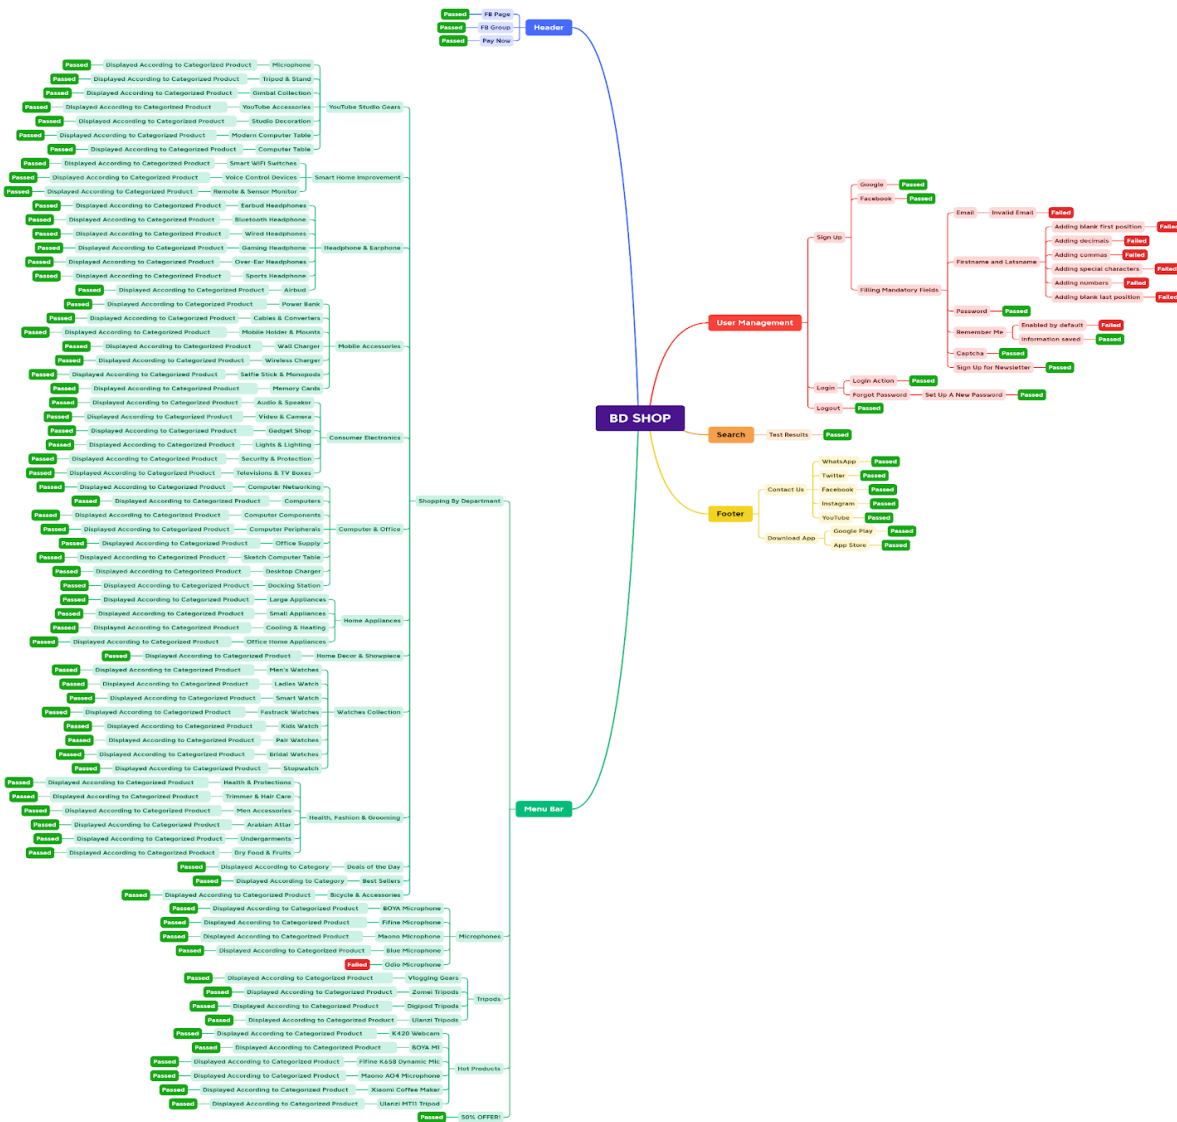 Passed FB Page
Passed FB Group
Passed Pay Now
Header
Passed Displayed According to Categorized Product Microphone
Passed Displayed According to Categorized Product Tripod & Stand
Passed Displayed According to Categorized Product Gimbal Collection
Passed Displayed According to Categorized Product YouTube Accessories
YouTube Studio Gears
Passed Displayed According to Categorized Product Studio Decoration
Passed Displayed According to Categorized Product Modern Computer Table
Passed Displayed According to Categorized Product Computer Table
Passed Displayed According to Categorized Product Smart WiFi Switches
Passed Displayed According to Categorized Product Voice Control Devices
Smart Home Improvement
Passed Displayed According to Categorized Product Remote & Sensor Monitor
Passed Displayed According to Categorized Product Earbud Headphones
Passed Displayed According to Categorized Product Bluetooth Headphone
Passed Displayed According to Categorized Product Wired Headphones
Passed Displayed According to Categorized Product Gaming Headphone
Headphone & Earphone
Passed Displayed According to Categorized Product Over-Ear Headphones
Passed Displayed According to Categorized Product Sports Headphone
Passed Displayed According to Categorized Product Airbud
Passed Displayed According to Categorized Product Power Bank
Passed Displayed According to Categorized Product Cables & Converters
Passed Displayed According to Categorized Product Mobile Holder & Mounts
Passed Displayed According to Categorized Product Wall Charger
Mobile Accessories
Passed Displayed According to Categorized Product Wireless Charger
Passed Displayed According to Categorized Product Selfie Stick & Monopods
Passed Displayed According to Categorized Product Memory Cards
Passed Displayed According to Categorized Product Audio & Speaker
Passed Displayed According to Categorized Product Video & Camera
Passed Displayed According to Categorized Product Gadget Shop
Consumer Electronics
Passed Displayed According to Categorized Product Lights & Lighting
Passed Displayed According to Categorized Product Security & Protection
Passed Displayed According to Categorized Product Televisions & TV Boxes
Passed Displayed According to Categorized Product Computer Networking
Passed Displayed According to Categorized Product Computers
Shopping By Department
Passed Displayed According to Categorized Product Computer Components
Passed Displayed According to Categorized Product Computer Peripherals
Computer & Office
Passed Displayed According to Categorized Product Office Supply
Passed Displayed According to Categorized Product Sketch Computer Table
Passed Displayed According to Categorized Product Desktop Charger
Passed Displayed According to Categorized Product Docking Station
Passed Displayed According to Categorized Product Large Appliances
Passed Displayed According to Categorized Product Small Appliances
Home Appliances
Passed Displayed According to Categorized Product Cooling & Heating
Passed Displayed According to Categorized Product Office Home Appliances
Passed Displayed According to Categorized Product Home Decor & Showpiece
Passed Displayed According to Categorized Product Men's Watches
Passed Displayed According to Categorized Product Ladies Watch
Passed Displayed According to Categorized Product Smart Watch
Passed Displayed According to Categorized Product Fastrack Watches
Watches Collection
Passed Displayed According to Categorized Product Kids Watch
Passed Displayed According to Categorized Product Pair Watches
Passed Displayed According to Categorized Product Bridal Watches
Passed Displayed According to Categorized Product Stopwatch
Passed Displayed According to Categorized Product Health & Protections
Passed Displayed According to Categorized Product Trimmer & Hair Care
Passed Displayed According to Categorized Product Men Accessories
Health, Fashion & Grooming
Passed Displayed According to Categorized Product Arabian Attar
Passed Displayed According to Categorized Product Undergarments
Passed Displayed According to Categorized Product Dry Food & Fruits
Passed Displayed According to Category Deals of the Day
Passed Displayed According to Category Best Sellers
Passed Displayed According to Categorized Product Bicycle & Accessories
Menu Bar
Passed Displayed According to Categorized Product BOYA Microphone
Passed Displayed According to Categorized Product Fifine Microphone
Passed Displayed According to Categorized Product Maono Microphone
Microphones
Passed Displayed According to Categorized Product Blue Microphone
Failed Odio Microphone
Passed Displayed According to Categorized Product Vlogging Gears
Passed Displayed According to Categorized Product Zomei Tripods
Tripods
Passed Displayed According to Categorized Product Digipod Tripods
Passed Displayed According to Categorized Product Ulanzi Tripods
Passed Displayed According to Categorized Product K420 Webcam
Passed Displayed According to Categorized Product BOYA M1
Passed Displayed According to Categorized Product Fifine K658 Dynamic Mic
Hot Products
Passed Displayed According to Categorized Product Maono AO4 Microphone
Passed Displayed According to Categorized Product Xiaomi Coffee Maker
Passed Displayed According to Categorized Product Ulanzi MT11 Tripod
Passed 50% OFFER!
BD SHOP
User Management
Sign Up
Google Passed
Facebook Passed
Filling Mandatory Fields
Email Invalid Email Failed
Firstname and Latsname
Adding blank first position Failed
Adding decimals Failed
Adding commas Failed
Adding special characters Failed
Adding numbers Failed
Adding blank last position Failed
Password Passed
Remember Me
Enabled by default Failed
Information saved Passed
Captcha Passed
Sign Up for Newsletter Passed
Login
Login Action Passed
Forgot Password Set Up A New Password Passed
Logout Passed
Search Test Results Passed
Footer
Contact Us
WhatsApp Passed
Twitter Passed
Facebook Passed
Instagram Passed
YouTube Passed
Download App
Google Play Passed
App Store Passed